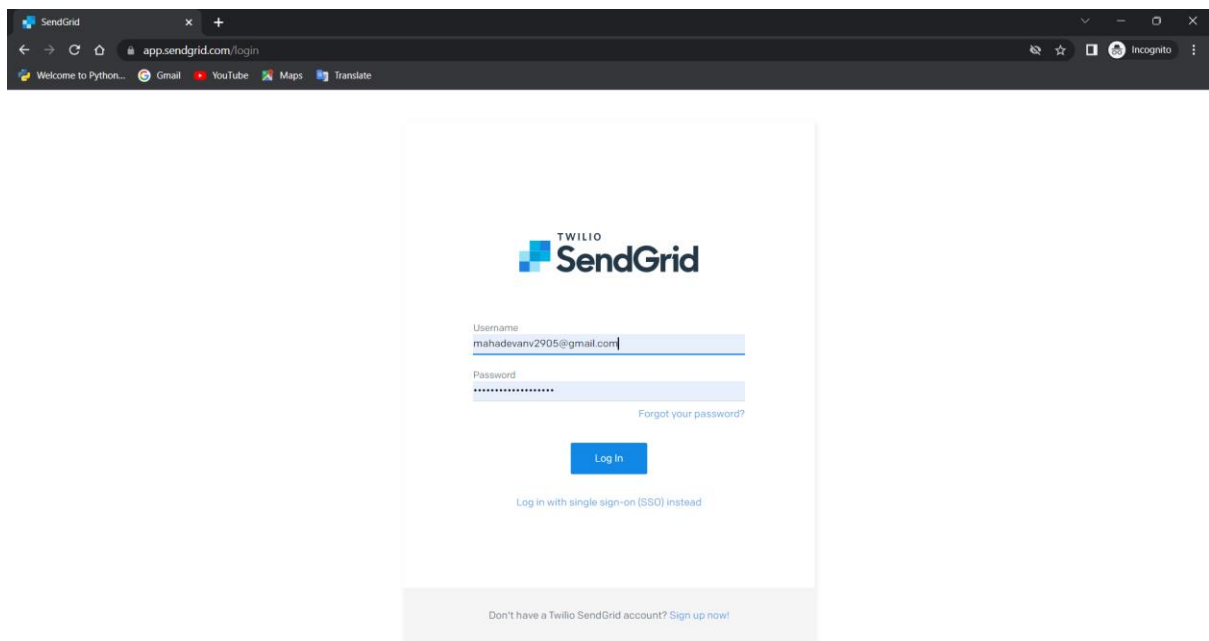 SendGrid
app.sendgrid.com/login
Incognito
Welcome to Python...
Gmail
YouTube
Maps
Translate
TWILIO
SendGrid
Username
mahadevanv2905@gmail.com
Password
•••••••••••••••••••
Forgot your password?
Log In
Log in with single sign-on (SSO) instead
Don't have a Twilio SendGrid account? Sign up now!